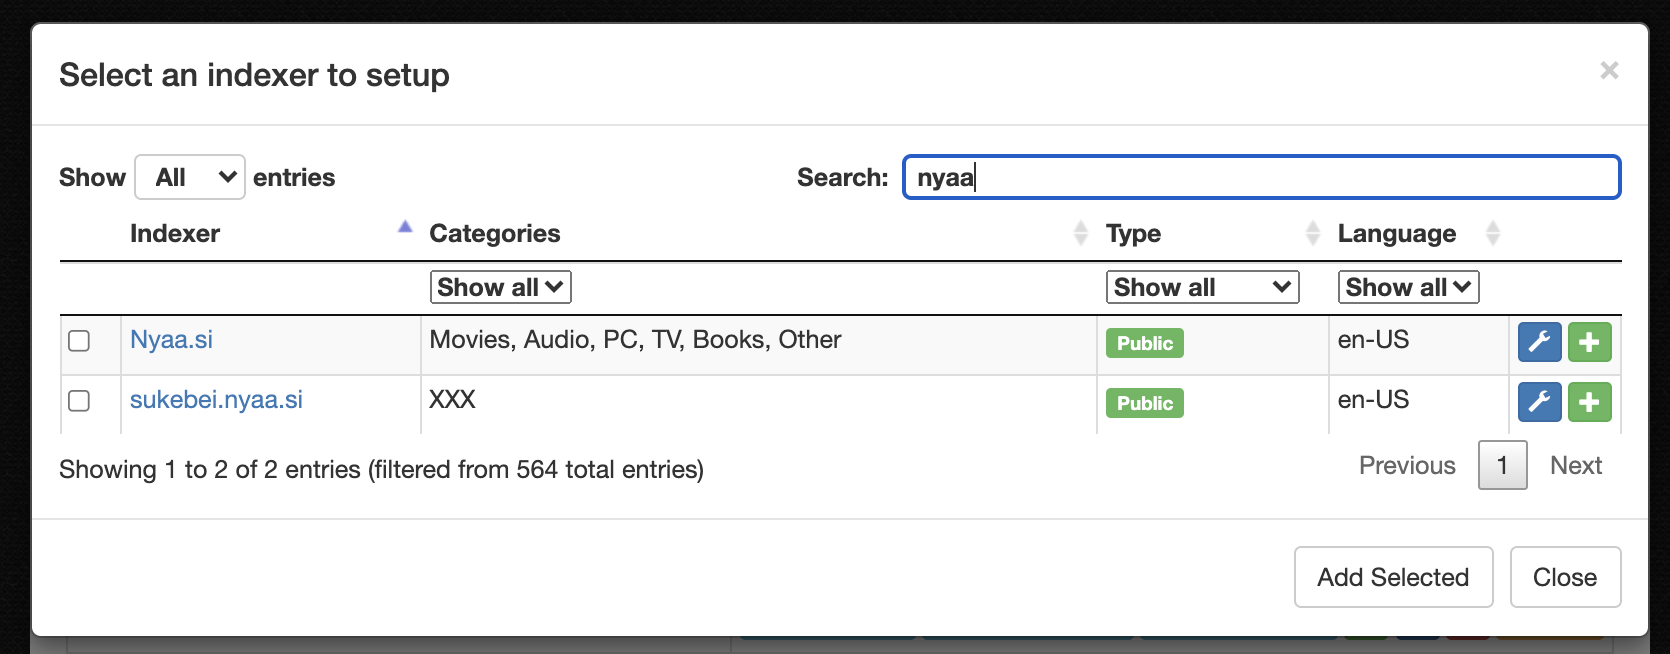 Select an indexer to setup ×
Show All entries Search: nyaa
Indexer Categories Type Language
Show all Show all Show all
Nyaa.si Movies, Audio, PC, TV, Books, Other Public en-US
sukebei.nyaa.si XXX Public en-US
Showing 1 to 2 of 2 entries (filtered from 564 total entries) Previous 1 Next
Add Selected Close